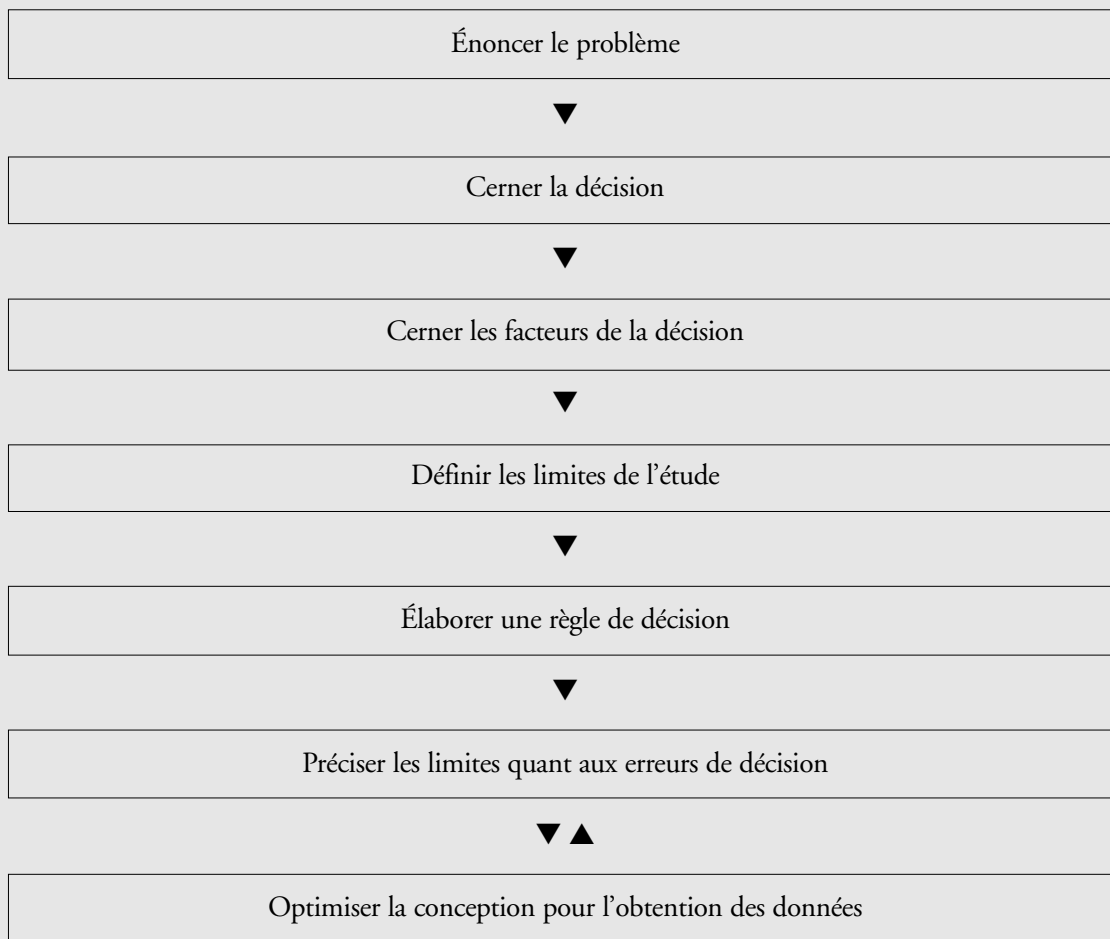 Énoncer le problème
▼
Cerner la décision
▼
Cerner les facteurs de la décision
▼
Définir les limites de l’étude
▼
Élaborer une règle de décision
▼
Préciser les limites quant aux erreurs de décision
▼ ▲
Optimiser la conception pour l’obtention des données